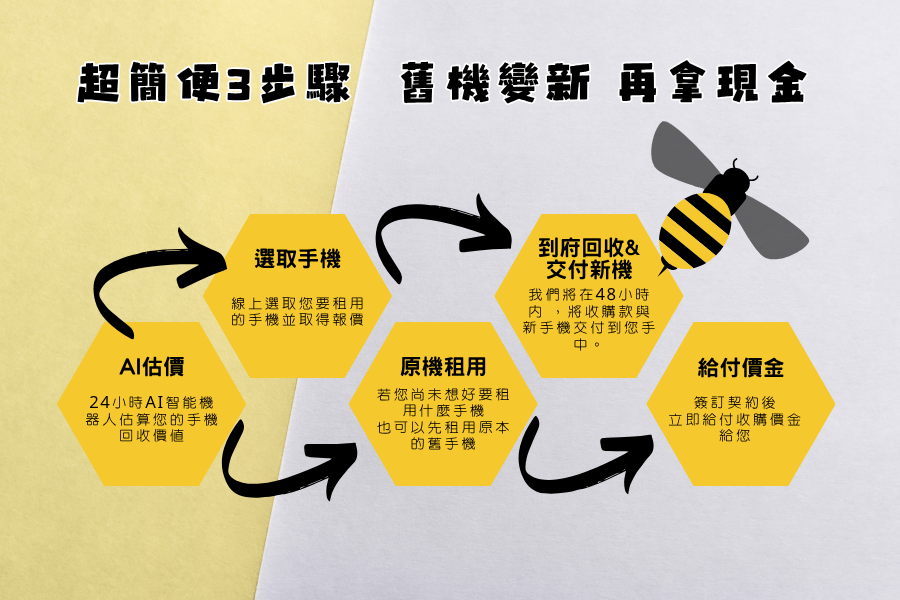 超簡便3步驟 舊機變新 再拿現金
AI估價
24小時AI智能機
器人估算您的手機
回收價值
選取手機
線上選取您要租用
的手機並取得報價
原機租用
若您尚未想好要租
用什麼手機
也可以先租用原本
的舊手機
到府回收&
交付新機
我們將在48小時
內 ，將收購款與
新手機交付到您手
中。
給付價金
簽訂契約後
立即給付收購價金
給您